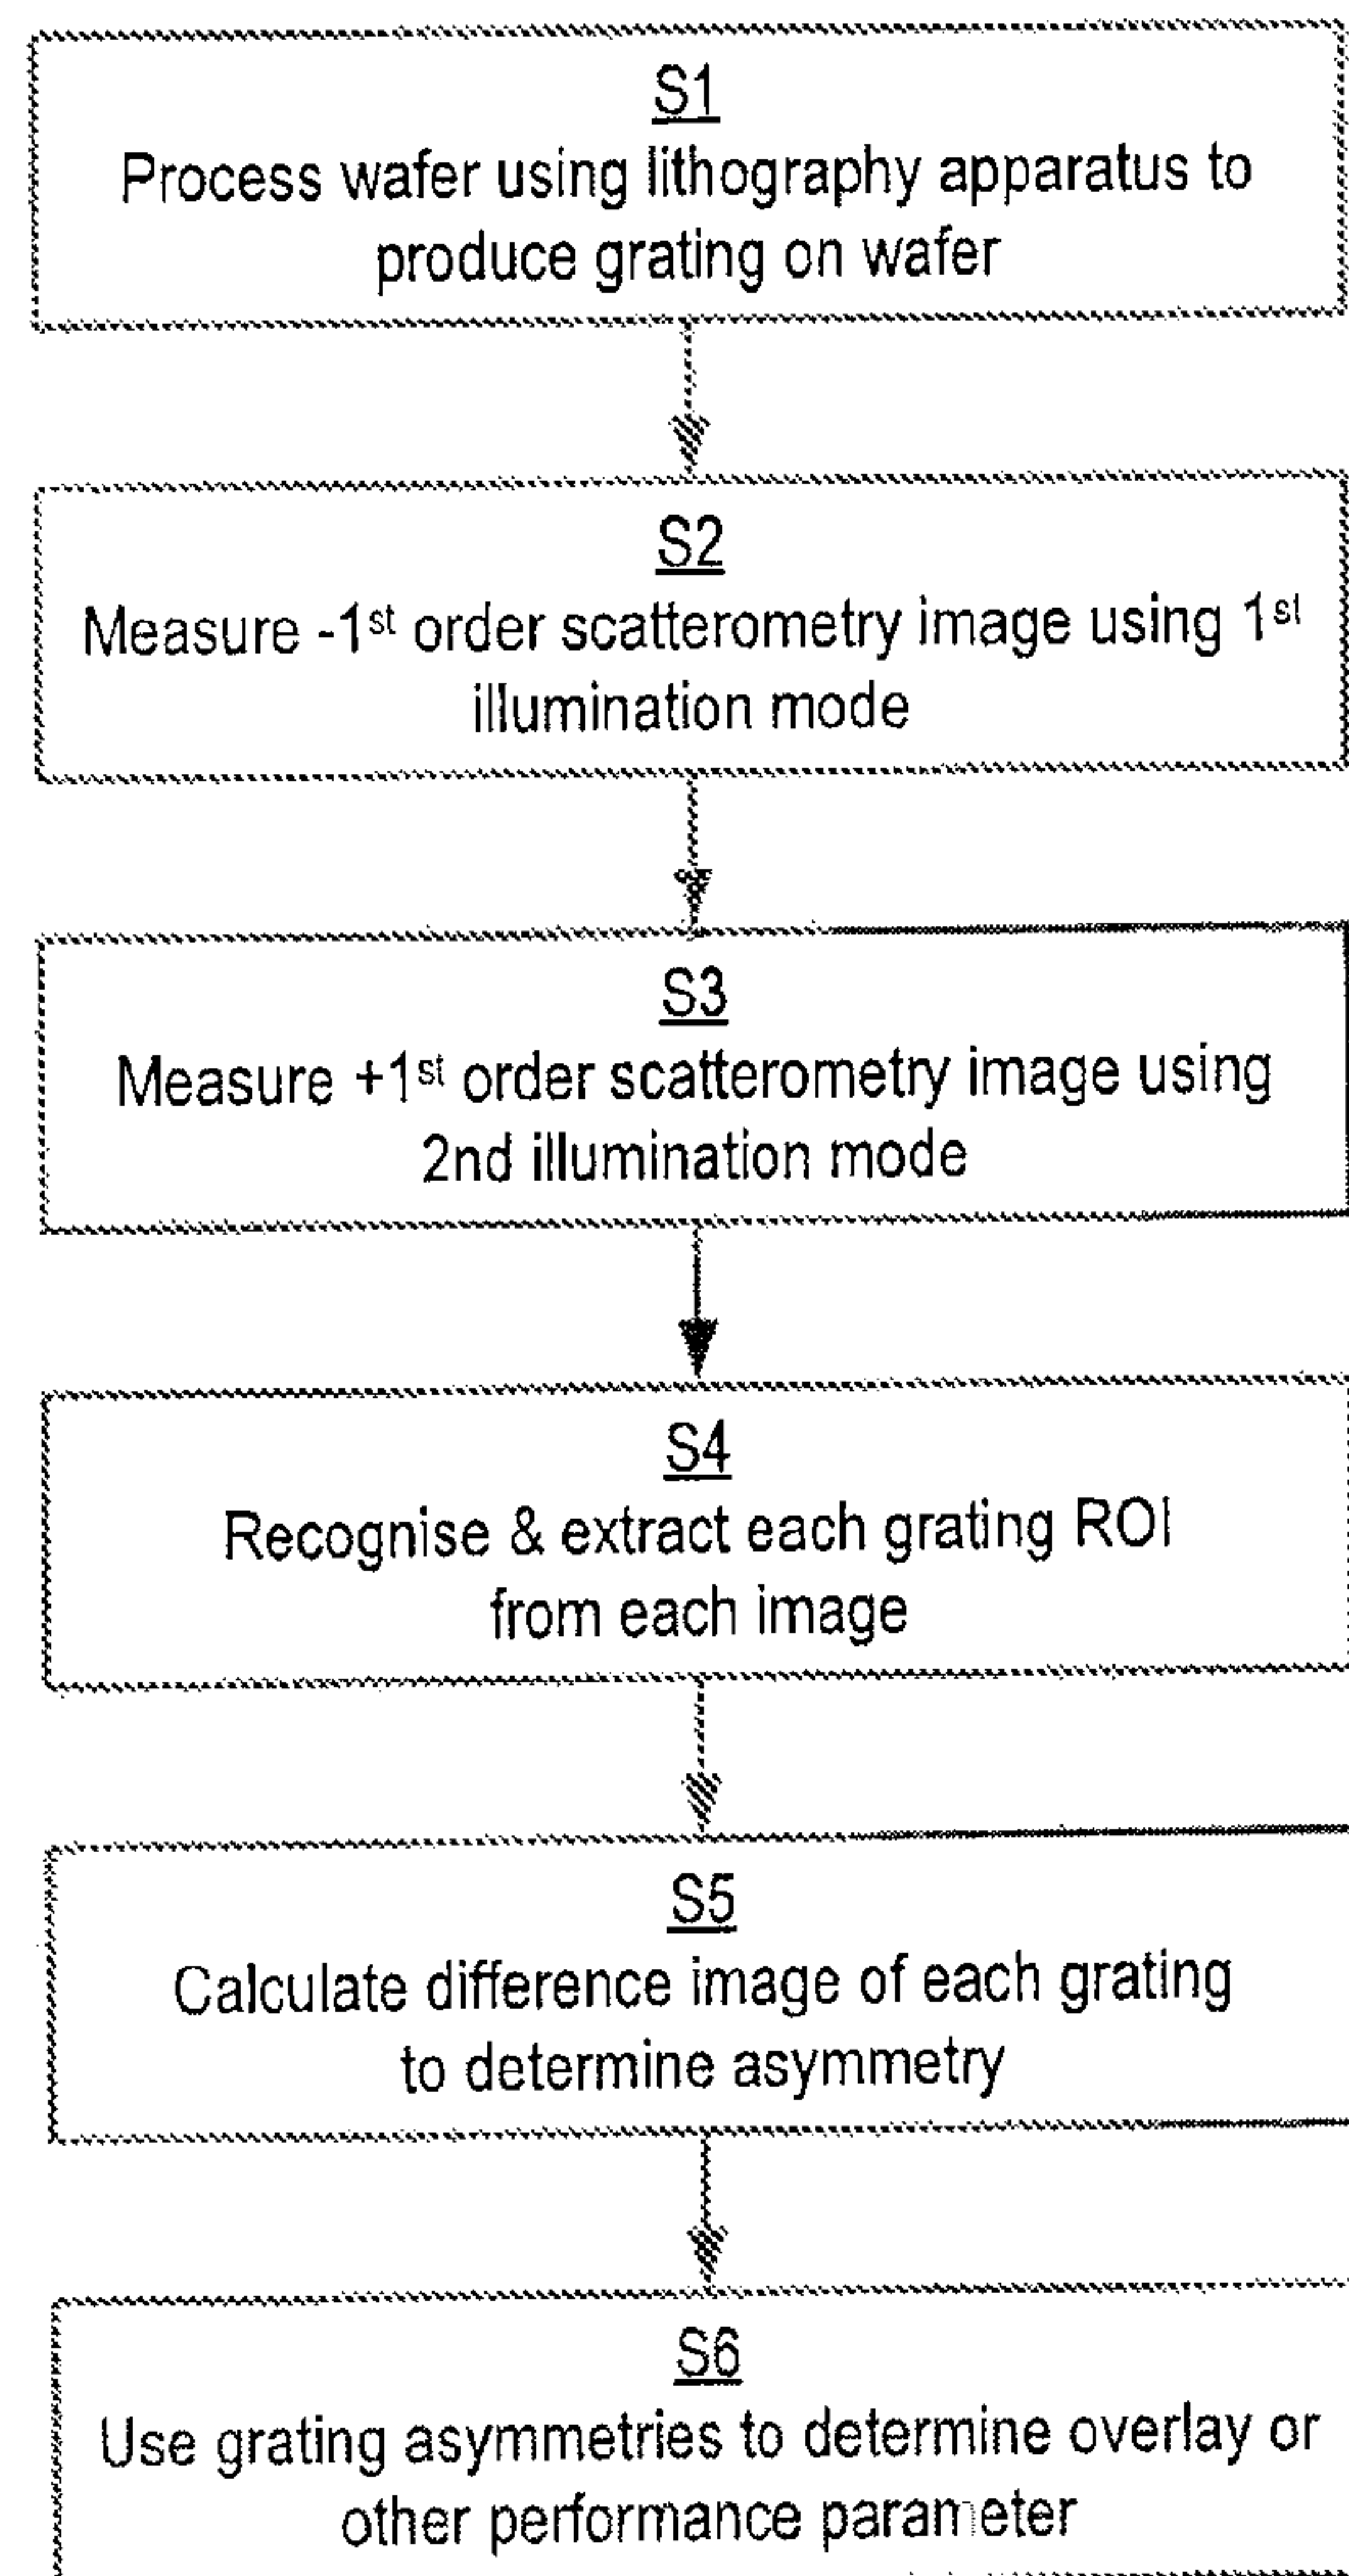 S1
Process wafer using lithography apparatus to
produce grating on wafer
S2
Measure -1st order scatterometry image using 1st
illumination mode
S3
Measure +1st order scatterometry image using
2nd illumination mode
S4
Recognise & extract each grating ROI
from each image
S5
Calculate difference image of each grating
to determine asymmetry
S6
Use grating asymmetries to determine overlay or
other performance parameter